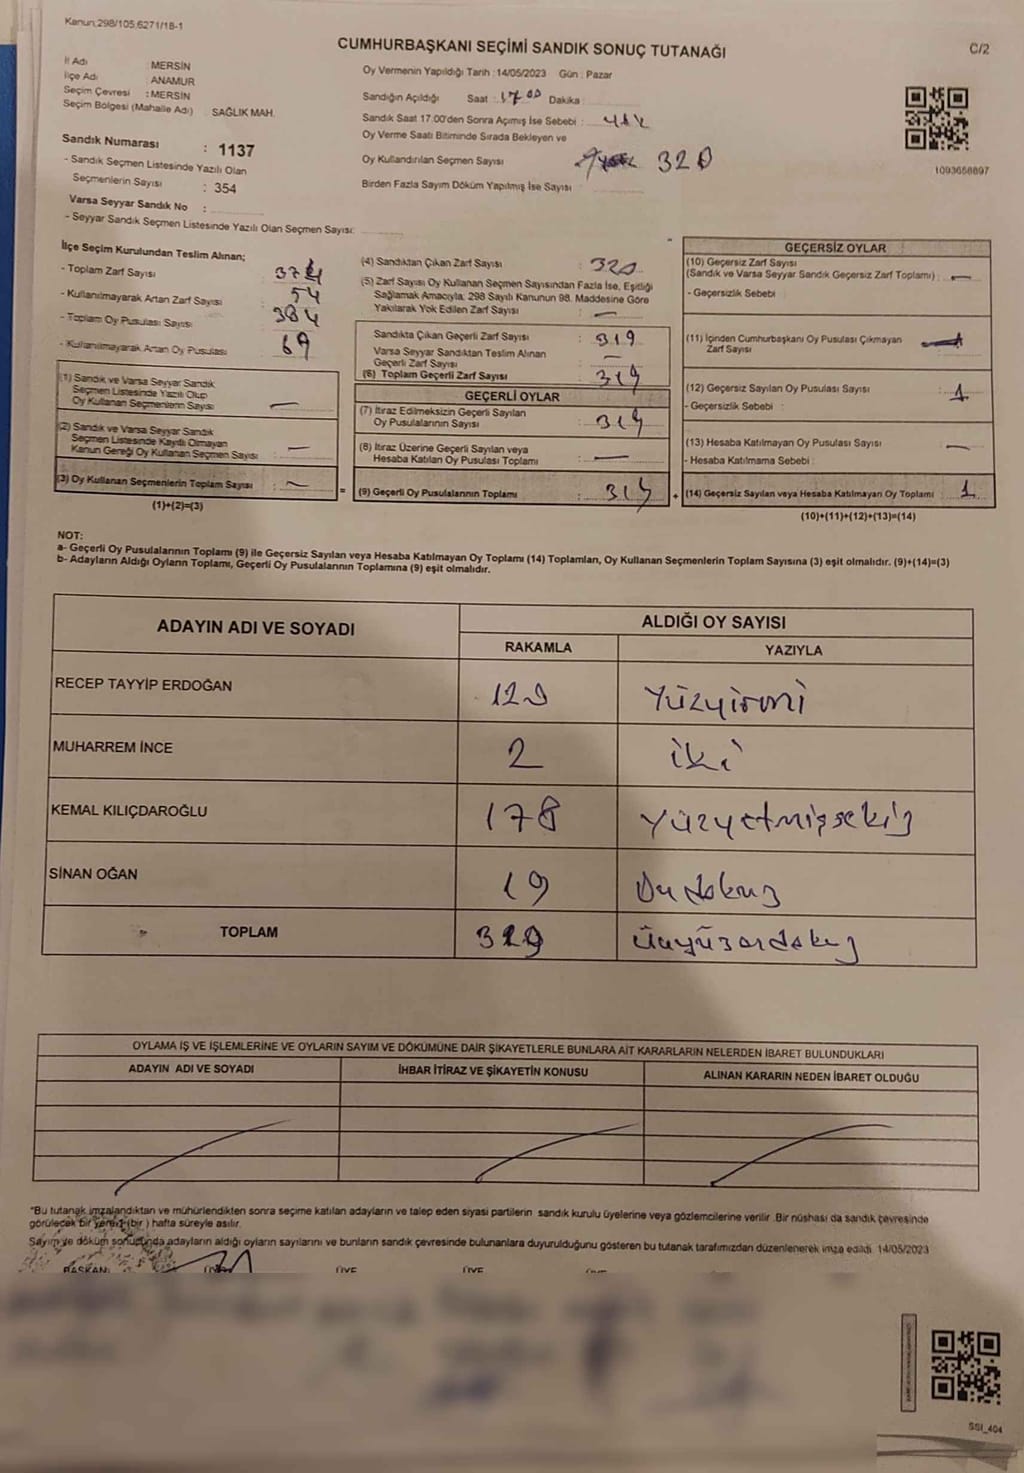 Kanun:298/105,6271/18-1
C/2
CUMHURBAŞKANI SEÇİMİ SANDIK SONUÇ TUTANAĞI
İl Adı : MERSİN
İlçe Adı : ANAMUR
Seçim Çevresi : MERSİN
Seçim Bölgesi (Mahalle Adı) : SAĞLIK MAH.
Sandık Numarası : 1137
- Sandık Seçmen Listesinde Yazılı Olan
Seçmenlerin Sayısı : 354
Varsa Seyyar Sandık No :
- Seyyar Sandık Seçmen Listesinde Yazılı Olan Seçmen Sayısı:
Oy Vermenin Yapıldığı Tarih :14/05/2023 Gün : Pazar
Sandığın Açıldığı Saat : 17 00 Dakika :
Sandık Saat 17:00'den Sonra Açımış İse Sebebi :
Oy Verme Saati Bitiminde Sırada Bekleyen ve
Oy Kullandırılan Seçmen Sayısı 320
Birden Fazla Sayım Döküm Yapılmış İse Sayısı :
1093658897
İlçe Seçim Kurulundan Teslim Alınan;
- Toplam Zarf Sayısı : 374
- Kullanılmayarak Artan Zarf Sayısı : 54
- Toplam Oy Pusulası Sayısı : 384
- Kullanılmayarak Artan Oy Pusulası :
(1) Sandık ve Varsa Seyyar Sandık
Seçmen Listesinde Yazılı Olup
Oy Kullanan Seçmenlerin Sayısı : —
(2) Sandık ve Varsa Seyyar Sandık
Seçmen Listesinde Kayıtlı Olmayan
Kanun Gereği Oy Kullanan Seçmen Sayısı : —
(3) Oy Kullanan Seçmenlerin Toplam Sayısı : —
(1)+(2)=(3)
(4) Sandıktan Çıkan Zarf Sayısı : 320
(5) Zarf Sayısı Oy Kullanan Seçmen Sayısından Fazla İse, Eşitliği
Sağlamak Amacıyla; 298 Sayılı Kanunun 98. Maddesine Göre
Yakılarak Yok Edilen Zarf Sayısı : —
Sandıkta Çıkan Geçerli Zarf Sayısı : 319
Varsa Seyyar Sandıktan Teslim Alınan
Geçerli Zarf Sayısı : —
(6) Toplam Geçerli Zarf Sayısı : 319
GEÇERLİ OYLAR
(7) İtiraz Edilmeksizin Geçerli Sayılan
Oy Pusulalarının Sayısı : 319
(8) İtiraz Üzerine Geçerli Sayılan veya
Hesaba Katılan Oy Pusulası Toplamı : —
= (9) Geçerli Oy Pusulalarının Toplamı : 319
GEÇERSİZ OYLAR
(10) Geçersiz Zarf Sayısı
(Sandık ve Varsa Seyyar Sandık Geçersiz Zarf Toplamı) : —
- Geçersizlik Sebebi :
(11) İçinden Cumhurbaşkanı Oy Pusulası Çıkmayan
Zarf Sayısı :
(12) Geçersiz Sayılan Oy Pusulası Sayısı : 1
- Geçersizlik Sebebi :
(13) Hesaba Katılmayan Oy Pusulası Sayısı : —
- Hesaba Katılmama Sebebi :
+ (14) Geçersiz Sayılan veya Hesaba Katılmayan Oy Toplamı : 1
(10)+(11)+(12)+(13)=(14)
NOT:
a- Geçerli Oy Pusulalarının Toplamı (9) ile Geçersiz Sayılan veya Hesaba Katılmayan Oy Toplamı (14) Toplamları, Oy Kullanan Seçmenlerin Toplam Sayısına (3) eşit olmalıdır. (9)+(14)=(3)
b- Adayların Aldığı Oyların Toplamı, Geçerli Oy Pusulalarının Toplamına (9) eşit olmalıdır.
ADAYIN ADI VE SOYADI ALDIĞI OY SAYISI
RAKAMLA YAZIYLA
RECEP TAYYİP ERDOĞAN 120 Yüzyirmi
MUHARREM İNCE 2 iki
KEMAL KILIÇDAROĞLU 178 Yüzyetmişsekiz
SİNAN OĞAN 19 Ondokuz
TOPLAM 319 Üçyüzondokuz
OYLAMA İŞ VE İŞLEMLERİNE VE OYLARIN SAYIM VE DÖKÜMÜNE DAİR ŞİKAYETLERLE BUNLARA AİT KARARLARIN NELERDEN İBARET BULUNDUKLARI
ADAYIN ADI VE SOYADI İHBAR İTİRAZ VE ŞİKAYETİN KONUSU ALINAN KARARIN NEDEN İBARET OLDUĞU
*Bu tutanak imzalandıktan ve mühürlendikten sonra seçime katılan adayların ve talep eden siyasi partilerin sandık kurulu üyelerine veya gözlemcilerine verilir .Bir nüshası da sandık çevresinde
görülecek bir yere 1 (bir ) hafta süreyle asılır.
Sayım ve döküm sonucunda adayların aldığı oyların sayılarını ve bunların sandık çevresinde bulunanlara duyurulduğunu gösteren bu tutanak tarafımızdan düzenlenerek imza edildi. 14/05/2023
BAŞKAN ÜYE ÜYE ÜYE ÜYE
SSI_404